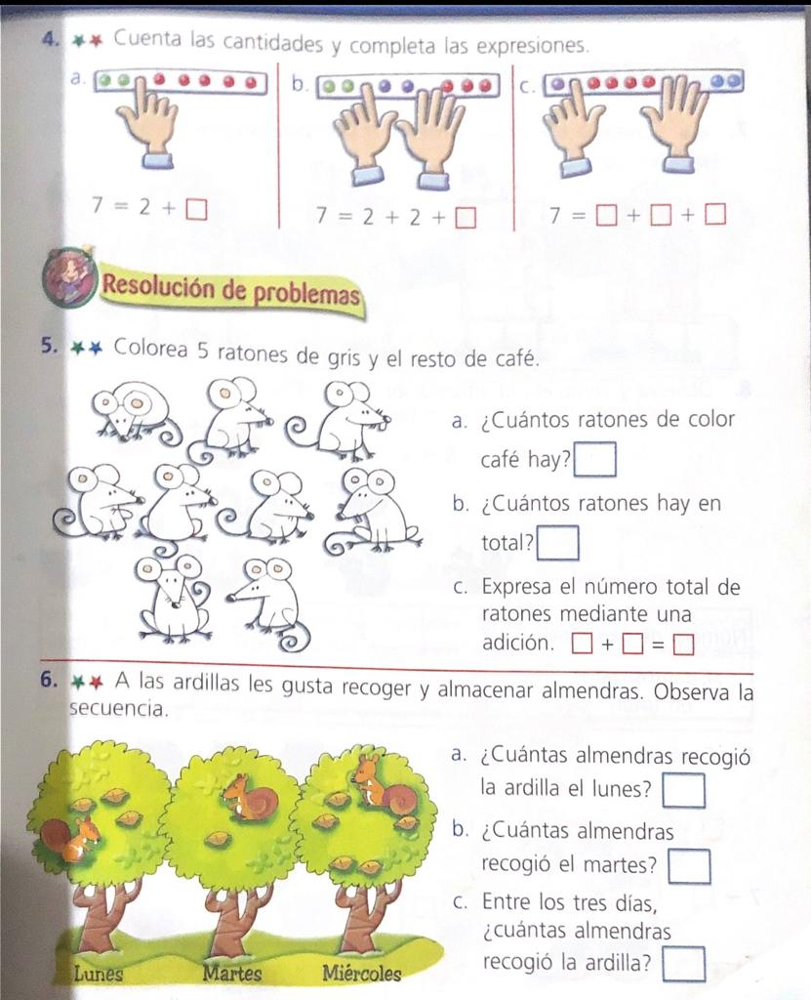 4. Cuenta las cantidades y completa las expresiones.
a.
b.
c.
7 = 2 + □
7 = 2 + 2 + □
7 = □ + □ + □
Resolución de problemas
5. Colorea 5 ratones de gris y el resto de café.
a. ¿Cuántos ratones de color
café hay?
b. ¿Cuántos ratones hay en
total?
c. Expresa el número total de
ratones mediante una
adición. □ + □ = □
6. A las ardillas les gusta recoger y almacenar almendras. Observa la
secuencia.
a. ¿Cuántas almendras recogió
la ardilla el lunes?
b. ¿Cuántas almendras
recogió el martes?
c. Entre los tres días,
¿cuántas almendras
recogió la ardilla?
Lunes
Martes
Miércoles